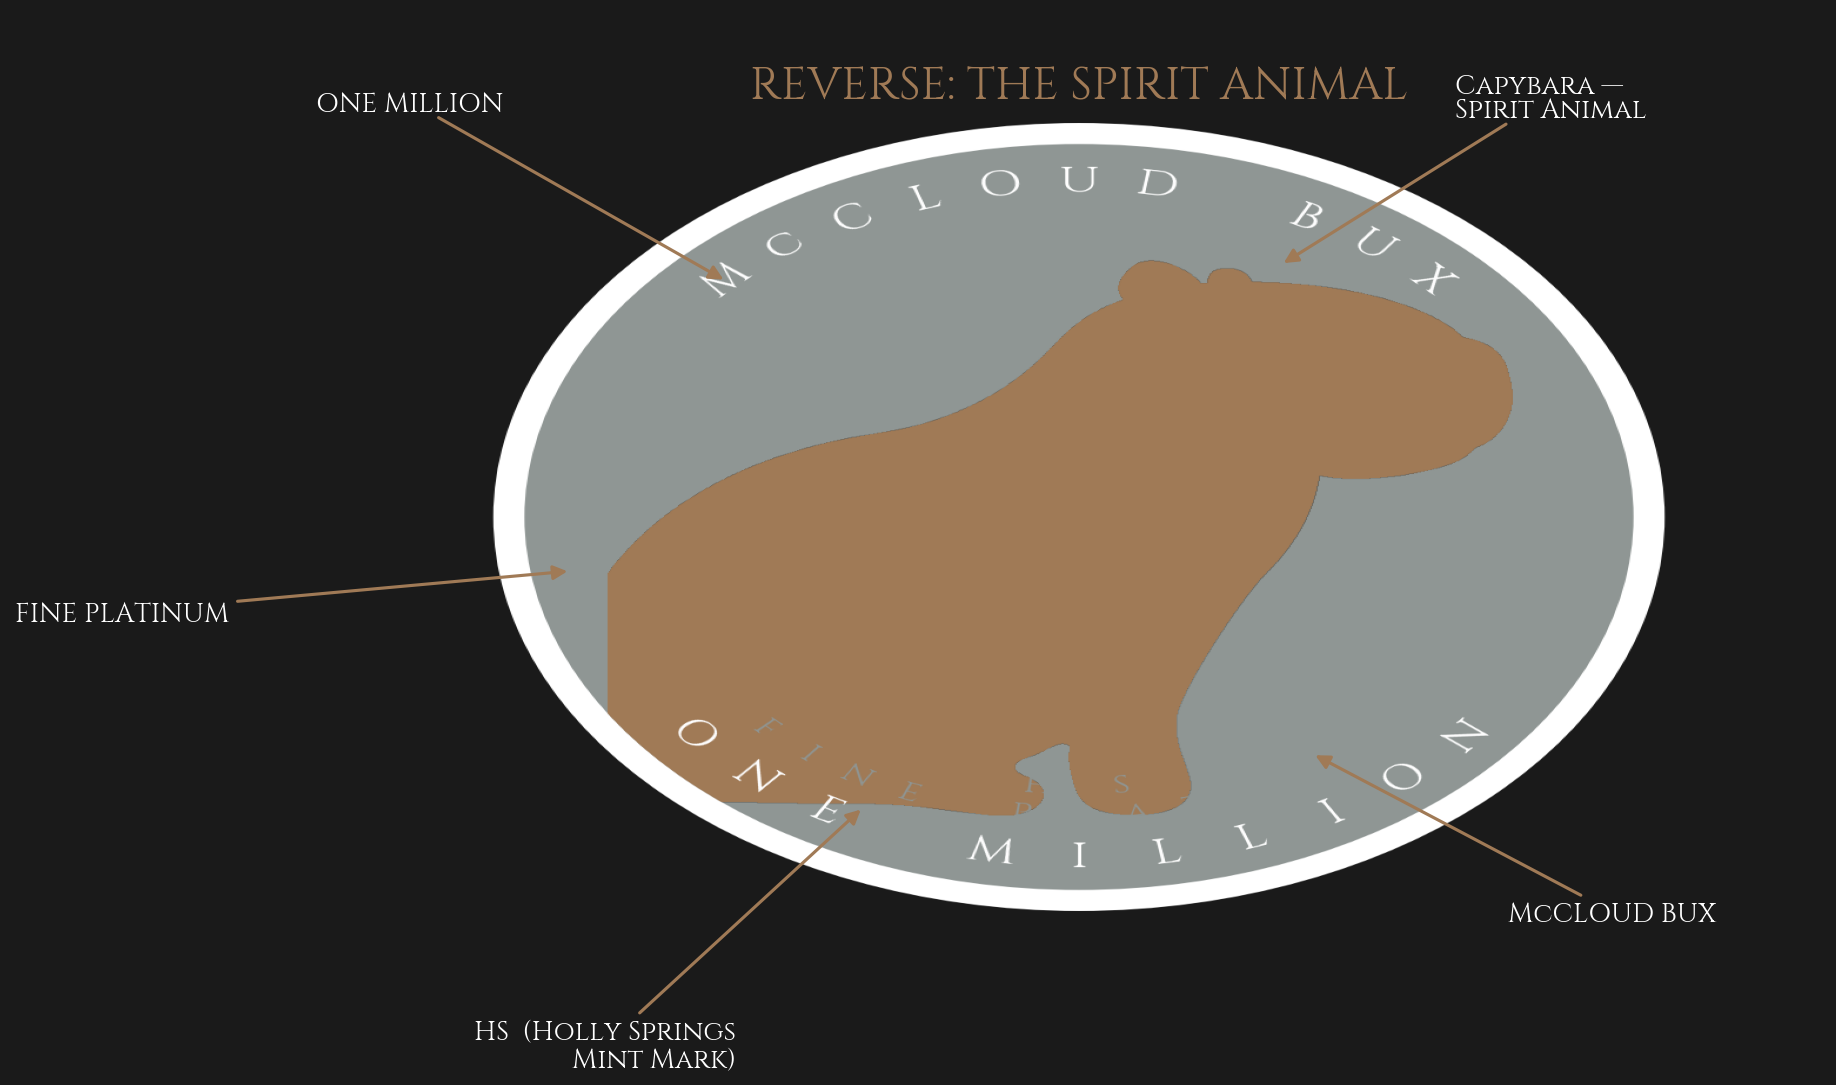 REVERSE: THE SPIRIT ANIMAL
ONE MILLION
CAPYBARA —
SPIRIT ANIMAL
MCCLOUD BUX
FINE PLATINUM
FINE
ONE MILLION
McCLOUD BUX
HS (HOLLY SPRINGS
MINT MARK)